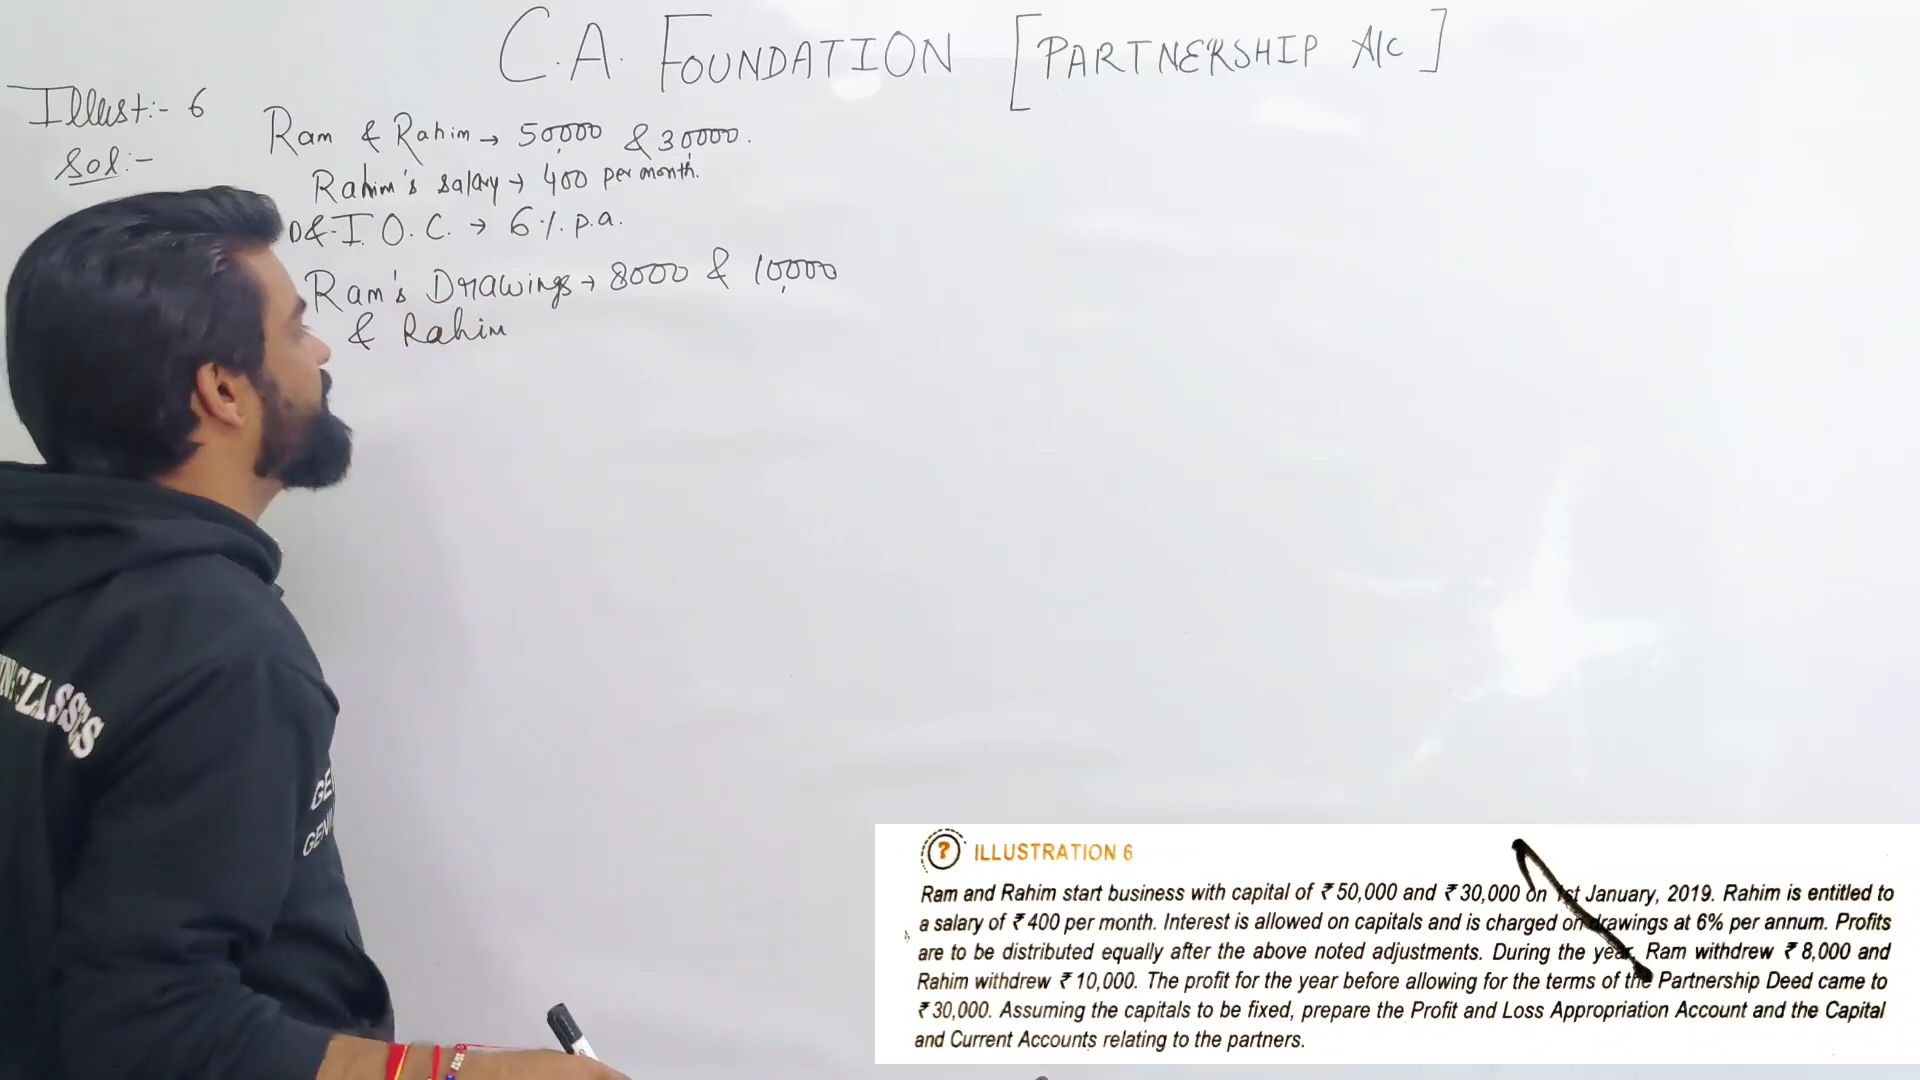 C.A. FOUNDATION [PARTNERSHIP A/C]
Illust:- 6
Sol:-
Ram & Rahim → 50,000 & 30,000.
Rahim's salary → 400 per month.
D&I.O.C. → 6%. p.a.
Ram's Drawings → 8000 & 10,000
& Rahim
CLASSES
GE
GENI
? ILLUSTRATION 6
Ram and Rahim start business with capital of ₹ 50,000 and ₹ 30,000 on 1st January, 2019. Rahim is entitled to
a salary of ₹ 400 per month. Interest is allowed on capitals and is charged on drawings at 6% per annum. Profits
are to be distributed equally after the above noted adjustments. During the year, Ram withdrew ₹ 8,000 and
Rahim withdrew ₹ 10,000. The profit for the year before allowing for the terms of the Partnership Deed came to
₹ 30,000. Assuming the capitals to be fixed, prepare the Profit and Loss Appropriation Account and the Capital
and Current Accounts relating to the partners.